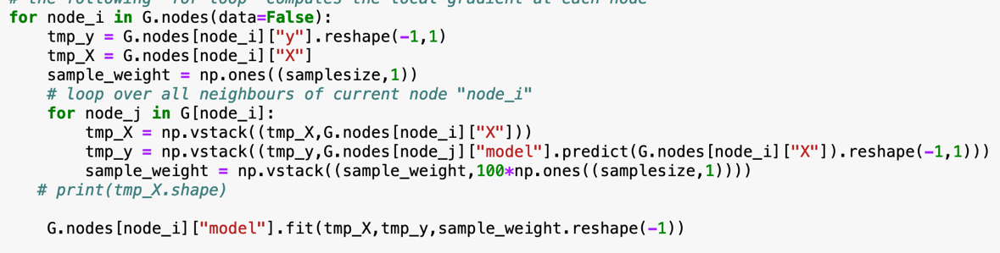 # the following "for loop" computes the local gradient at each node
for node_i in G.nodes(data=False):
    tmp_y = G.nodes[node_i]["y"].reshape(-1,1)
    tmp_X = G.nodes[node_i]["X"]
    sample_weight = np.ones((samplesize,1))
    # loop over all neighbours of current node "node_i"
    for node_j in G[node_i]:
        tmp_X = np.vstack((tmp_X,G.nodes[node_i]["X"]))
        tmp_y = np.vstack((tmp_y,G.nodes[node_j]["model"].predict(G.nodes[node_i]["X"]).reshape(-1,1)))
        sample_weight = np.vstack((sample_weight,100*np.ones((samplesize,1))))
   # print(tmp_X.shape)
    G.nodes[node_i]["model"].fit(tmp_X,tmp_y,sample_weight.reshape(-1))